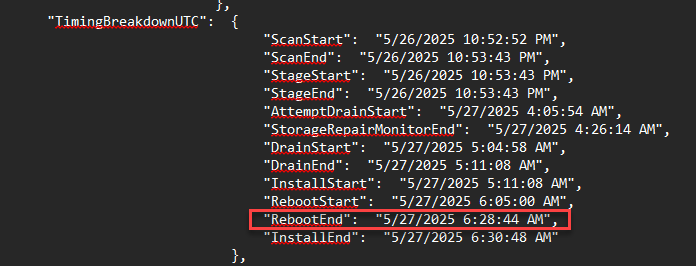 },
"TimingBreakdownUTC": {
"ScanStart": "5/26/2025 10:52:52 PM",
"ScanEnd": "5/26/2025 10:53:43 PM",
"StageStart": "5/26/2025 10:53:43 PM",
"StageEnd": "5/26/2025 10:53:43 PM",
"AttemptDrainStart": "5/27/2025 4:05:54 AM",
"StorageRepairMonitorEnd": "5/27/2025 4:26:14 AM",
"DrainStart": "5/27/2025 5:04:58 AM",
"DrainEnd": "5/27/2025 5:11:08 AM",
"InstallStart": "5/27/2025 5:11:08 AM",
"RebootStart": "5/27/2025 6:05:00 AM",
"RebootEnd": "5/27/2025 6:28:44 AM",
"InstallEnd": "5/27/2025 6:30:48 AM"
},